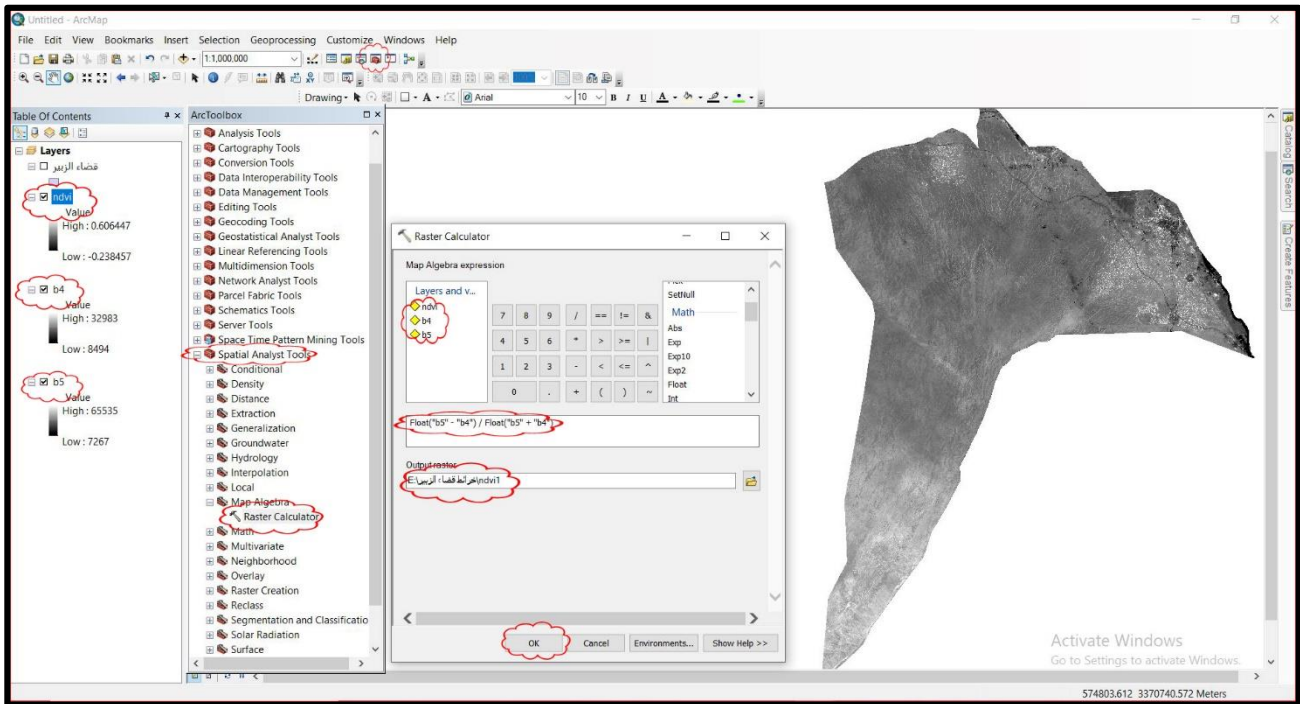 Untitled - ArcMap
File Edit View Bookmarks Insert Selection Geoprocessing Customize Windows Help
1:1,000,000
Drawing Arial 10 B I U A
Table Of Contents
Layers
قضاء الزبير
ndvi
Value
High : 0.606447
Low : -0.238457
b4
Value
High : 32983
Low : 8494
b5
Value
High : 65535
Low : 7267
ArcToolbox
Analysis Tools
Cartography Tools
Conversion Tools
Data Interoperability Tools
Data Management Tools
Editing Tools
Geocoding Tools
Geostatistical Analyst Tools
Linear Referencing Tools
Multidimension Tools
Network Analyst Tools
Parcel Fabric Tools
Schematics Tools
Server Tools
Space Time Pattern Mining Tools
Spatial Analyst Tools
Conditional
Density
Distance
Extraction
Generalization
Groundwater
Hydrology
Interpolation
Local
Map Algebra
Raster Calculator
Math
Multivariate
Neighborhood
Overlay
Raster Creation
Reclass
Segmentation and Classificatio
Solar Radiation
Surface
Raster Calculator
Map Algebra expression
Layers and v...
ndvi
b4
b5
7 8 9 / == != &
4 5 6 * > >= |
1 2 3 - < <= ^
0 . + ( ) ~
SetNull
Math
Abs
Exp
Exp10
Exp2
Float
Int
Float("b5" - "b4") / Float("b5" + "b4")
Output raster
E:\خرائط قضاء الزبير\ndvi1
OK Cancel Environments... Show Help >>
Catalog
Search
Create Features
Activate Windows
Go to Settings to activate Windows.
574803.612 3370740.572 Meters